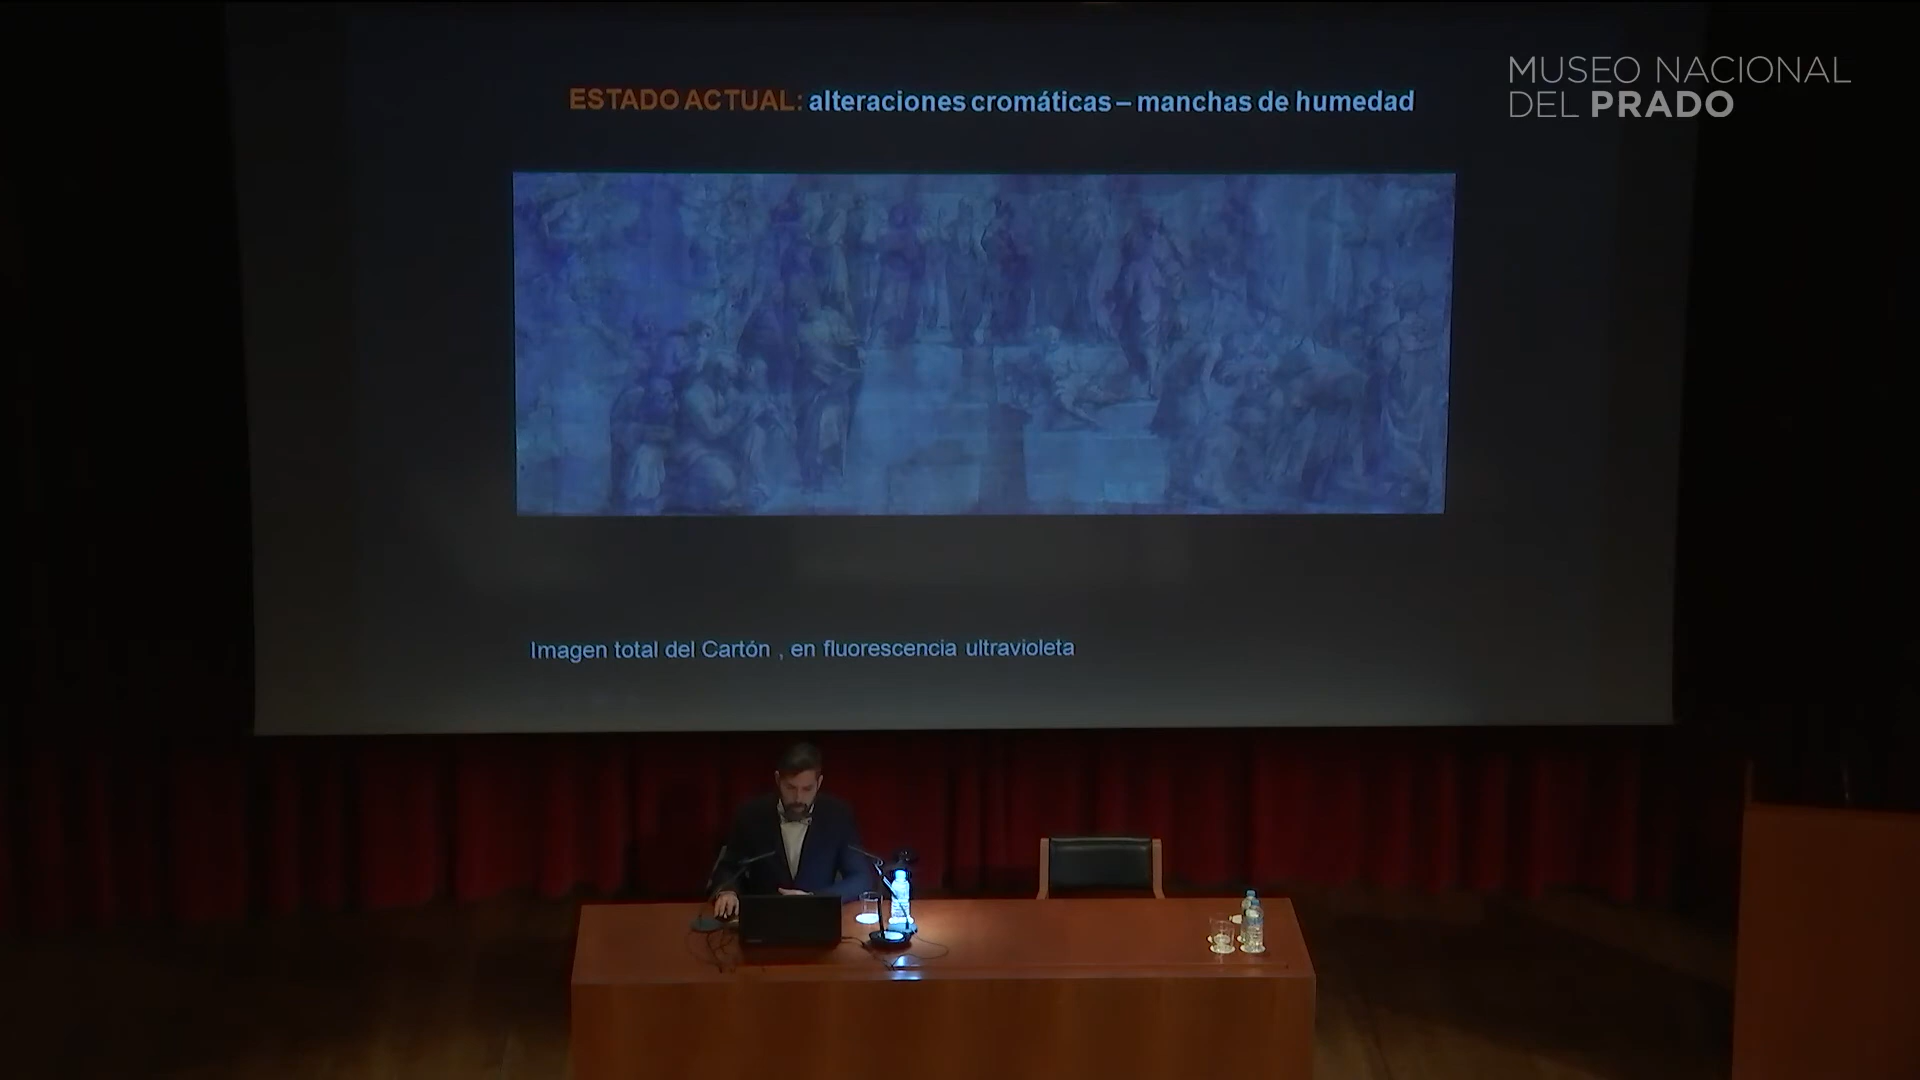 MUSEO NACIONAL
DEL PRADO
ESTADO ACTUAL: alteraciones cromáticas – manchas de humedad
Imagen total del Cartón , en fluorescencia ultravioleta